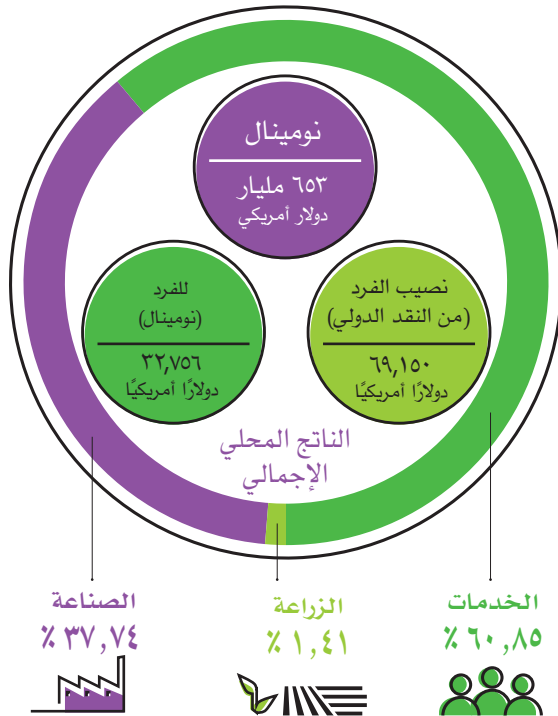 نومينال
٦٥٣ مليار
دولار أمريكي
نصيب الفرد
(من النقد الدولي)
٦٩,١٥٠
دولارًا أمريكيًا
للفرد
(نومينال)
٣٢,٧٥٦
دولارًا أمريكيًا
الناتج المحلي
الإجمالي
الخدمات
٦٠,٨٥ ٪
الزراعة
١,٤١ ٪
الصناعة
٣٧,٧٤ ٪